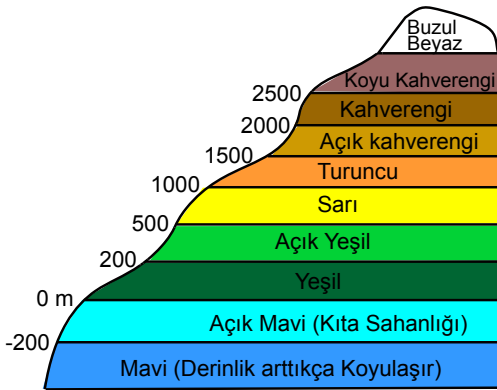 Buzul
Beyaz
Koyu Kahverengi
2500
Kahverengi
2000
Açık kahverengi
1500
Turuncu
1000
Sarı
500
Açık Yeşil
200
Yeşil
0 m
Açık Mavi (Kıta Sahanlığı)
-200
Mavi (Derinlik arttıkça Koyulaşır)